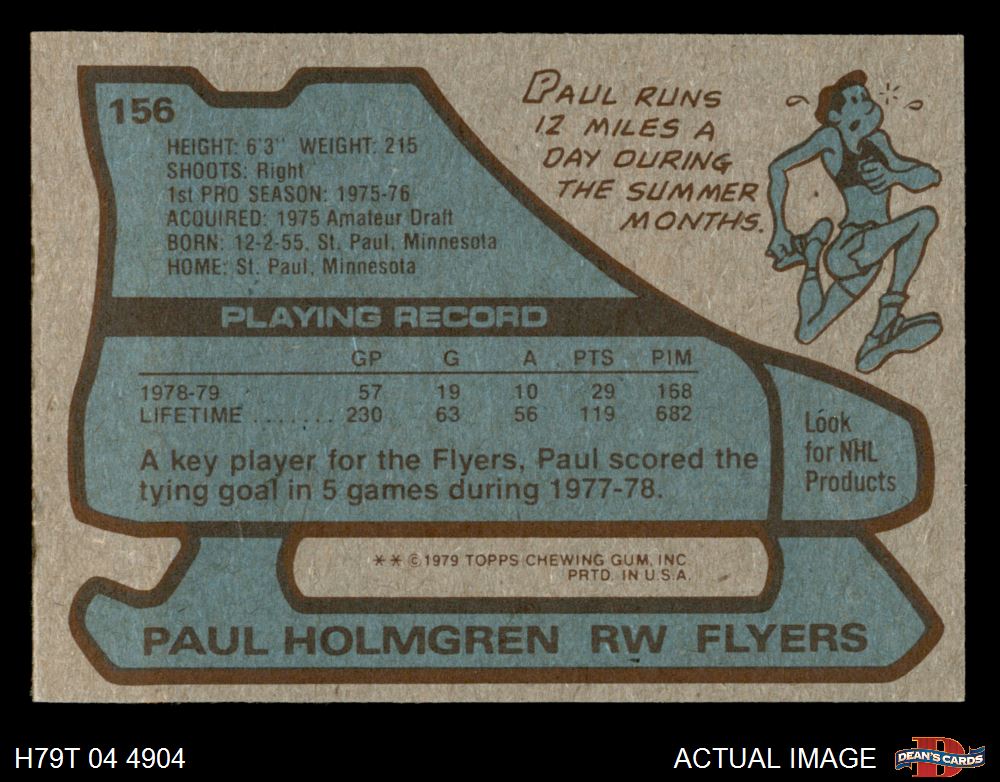 156
HEIGHT: 6'3" WEIGHT: 215
SHOOTS: Right
1st PRO SEASON: 1975-76
ACQUIRED: 1975 Amateur Draft
BORN: 12-2-55, St. Paul, Minnesota
HOME: St. Paul, Minnesota
PAUL RUNS
12 MILES A
DAY DURING
THE SUMMER
MONTHS.
PLAYING RECORD
GP G A PTS PIM
1978-79 57 19 10 29 168
LIFETIME ....... 230 63 56 119 682
A key player for the Flyers, Paul scored the
tying goal in 5 games during 1977-78.
Look
for NHL
Products
** ©1979 TOPPS CHEWING GUM, INC.
PRTD. IN U.S.A.
PAUL HOLMGREN RW FLYERS
H79T 04 4904
ACTUAL IMAGE
D
DEAN'S CARDS